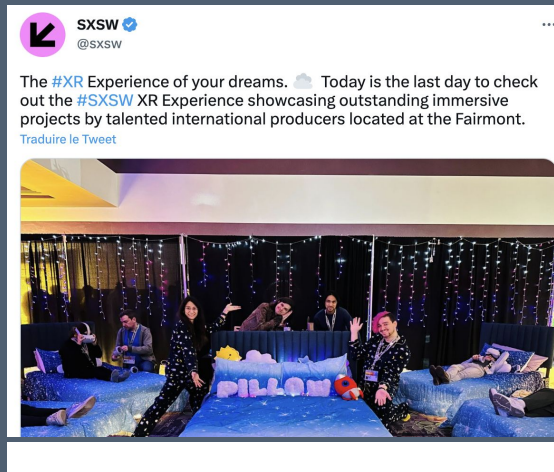 SXSW
@sxsw
The #XR Experience of your dreams. Today is the last day to check
out the #SXSW XR Experience showcasing outstanding immersive
projects by talented international producers located at the Fairmont.
Traduire le Tweet
PILLOW